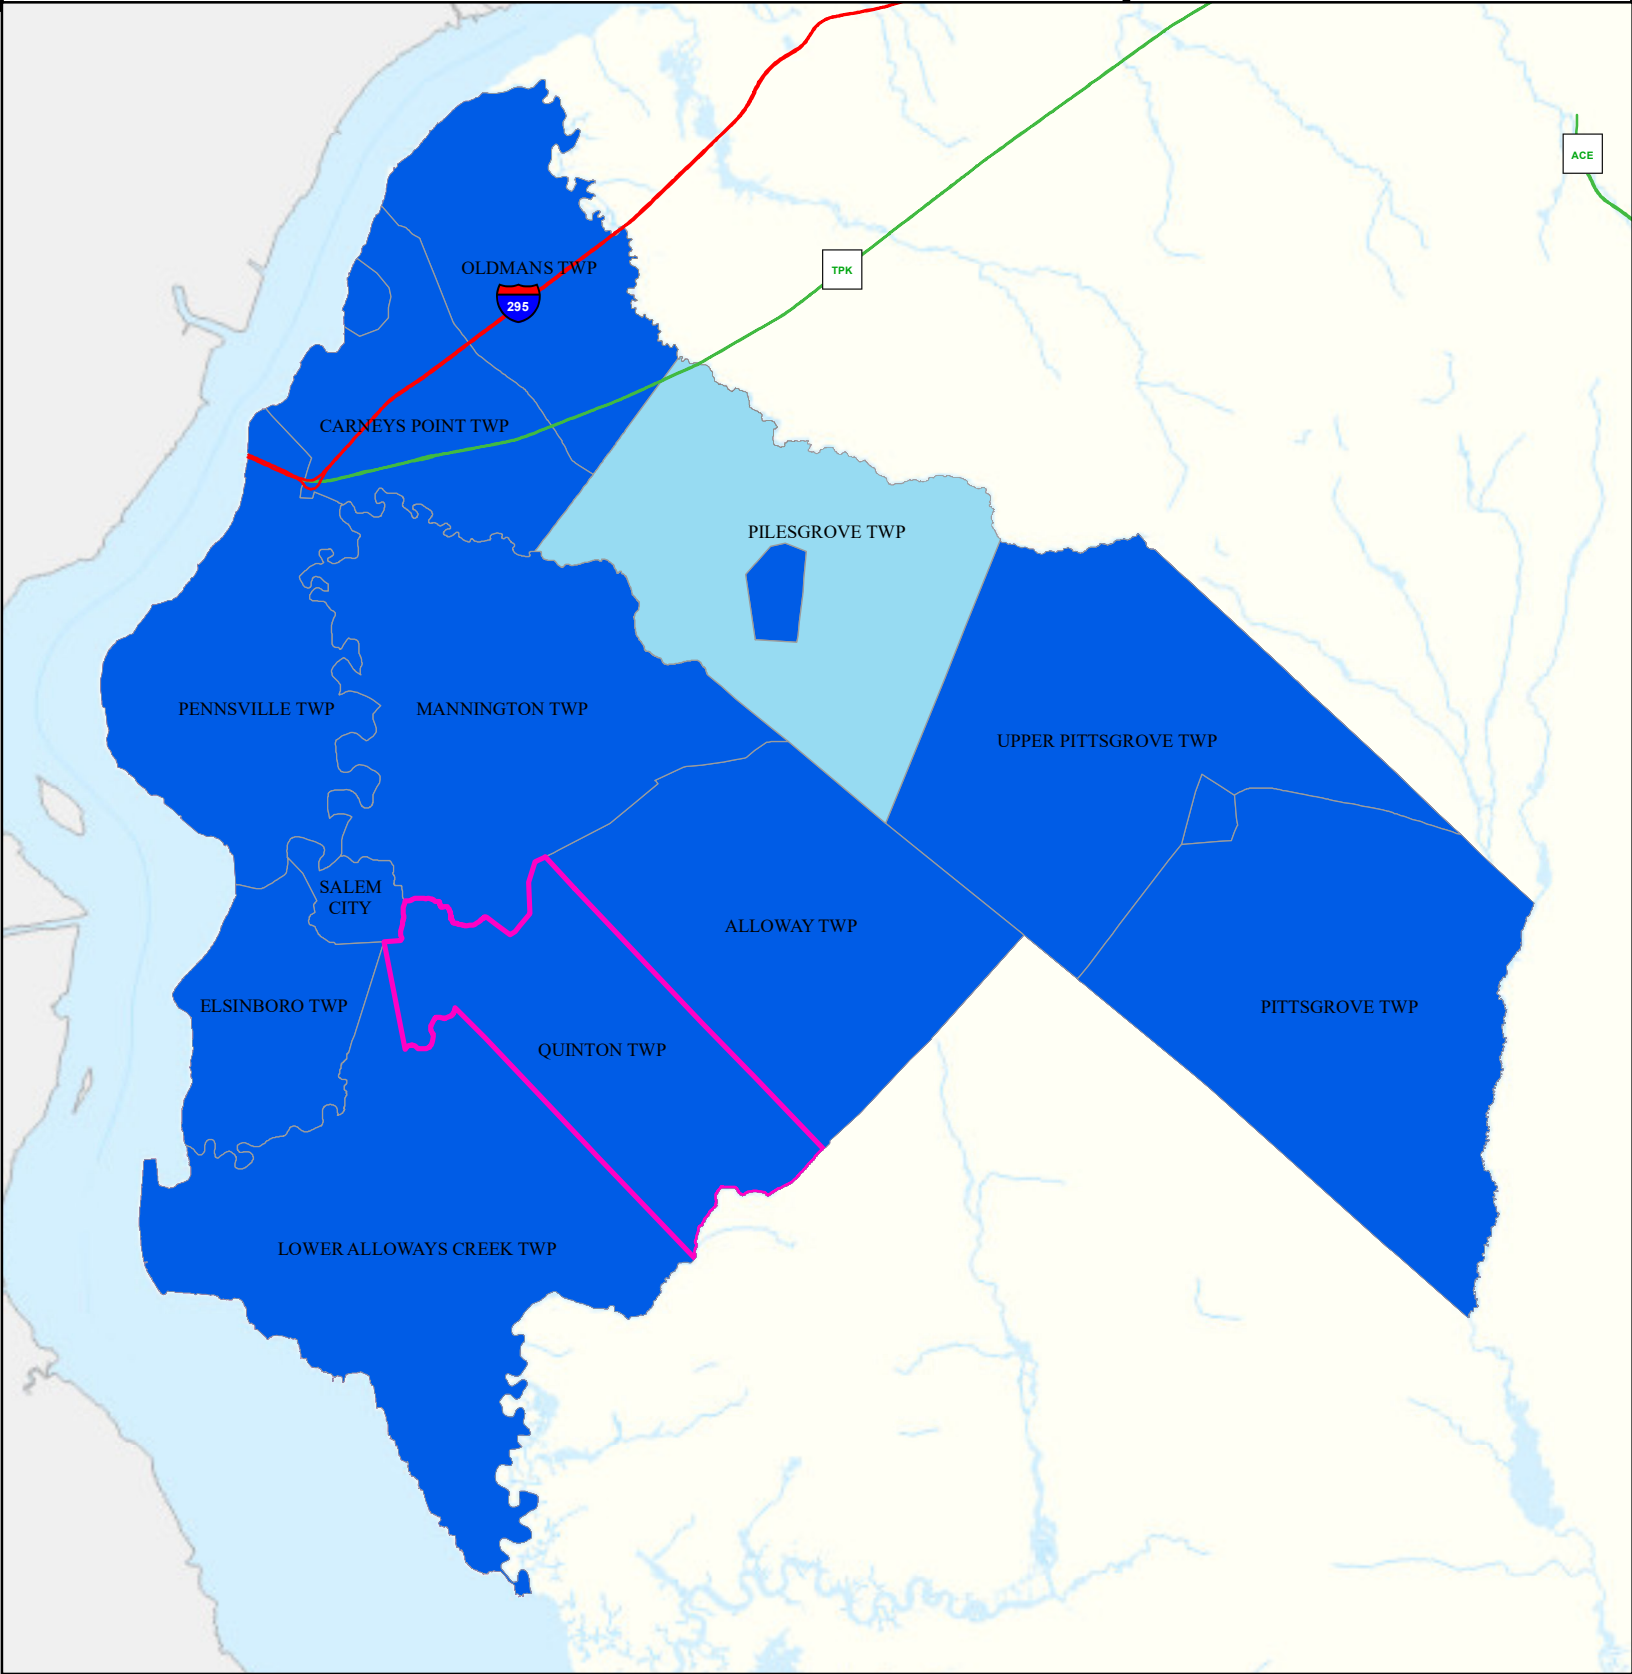 ACE
TPK
OLDMANS TWP
295
CARNEYS POINT TWP
PILESGROVE TWP
PENNSVILLE TWP
MANNINGTON TWP
UPPER PITTSGROVE TWP
SALEM
CITY
ALLOWAY TWP
ELSINBORO TWP
PITTSGROVE TWP
QUINTON TWP
LOWER ALLOWAYS CREEK TWP